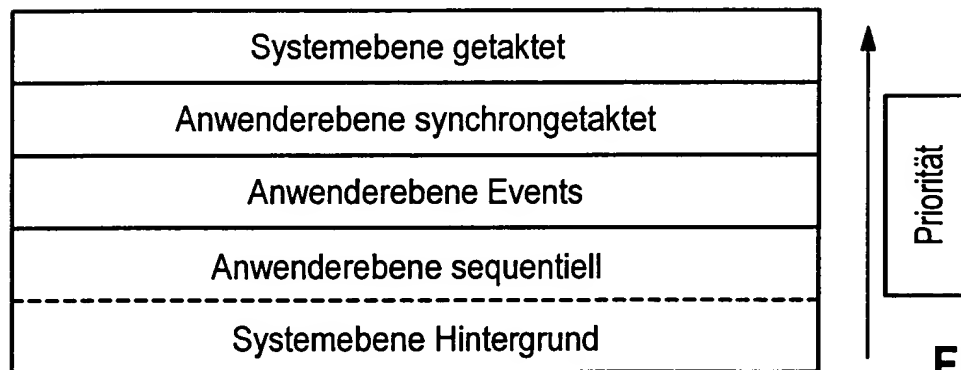 Systemebene getaktet
Anwenderebene synchrongetaktet
Anwenderebene Events
Anwenderebene sequentiell
Systemebene Hintergrund
Priorität